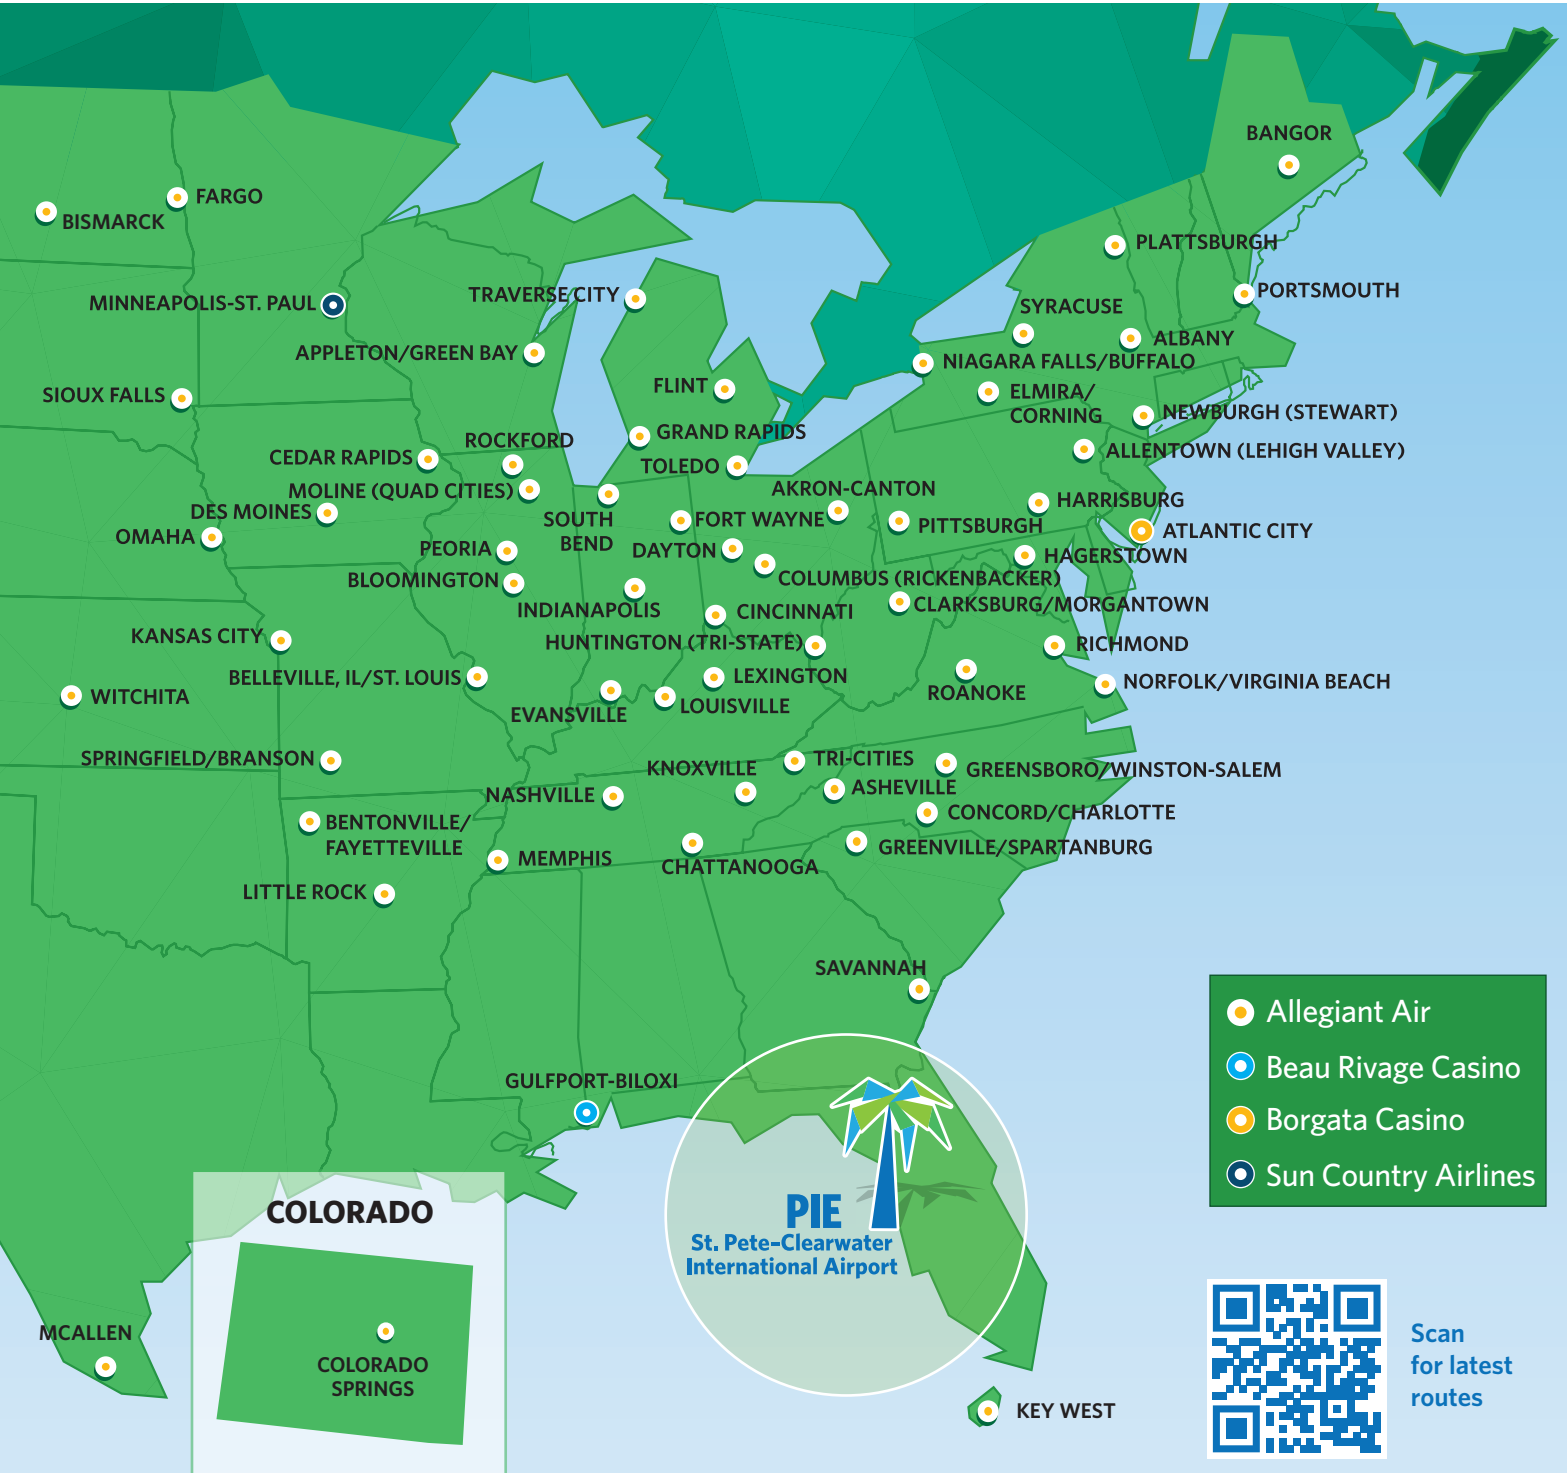 BANGOR
FARGO
BISMARCK
PLATTSBURGH
MINNEAPOLIS-ST. PAUL
TRAVERSE CITY
PORTSMOUTH
SYRACUSE
ALBANY
APPLETON/GREEN BAY
NIAGARA FALLS/BUFFALO
FLINT
SIOUX FALLS
ELMIRA/
CORNING
NEWBURGH (STEWART)
ROCKFORD
GRAND RAPIDS
ALLENTOWN (LEHIGH VALLEY)
CEDAR RAPIDS
TOLEDO
MOLINE (QUAD CITIES)
AKRON-CANTON
HARRISBURG
DES MOINES
SOUTH
BEND
FORT WAYNE
PITTSBURGH
ATLANTIC CITY
OMAHA
PEORIA
DAYTON
HAGERSTOWN
BLOOMINGTON
COLUMBUS (RICKENBACKER)
INDIANAPOLIS
CINCINNATI
CLARKSBURG/MORGANTOWN
KANSAS CITY
HUNTINGTON (TRI-STATE)
RICHMOND
BELLEVILLE, IL/ST. LOUIS
LEXINGTON
NORFOLK/VIRGINIA BEACH
WITCHITA
ROANOKE
EVANSVILLE
LOUISVILLE
SPRINGFIELD/BRANSON
KNOXVILLE
TRI-CITIES
GREENSBORO/WINSTON-SALEM
NASHVILLE
ASHEVILLE
BENTONVILLE/
FAYETTEVILLE
CONCORD/CHARLOTTE
MEMPHIS
CHATTANOOGA
GREENVILLE/SPARTANBURG
LITTLE ROCK
SAVANNAH
GULFPORT-BILOXI
Allegiant Air
Beau Rivage Casino
Borgata Casino
Sun Country Airlines
PIE
St. Pete-Clearwater
International Airport
COLORADO
COLORADO
SPRINGS
MCALLEN
KEY WEST
Scan
for latest
routes